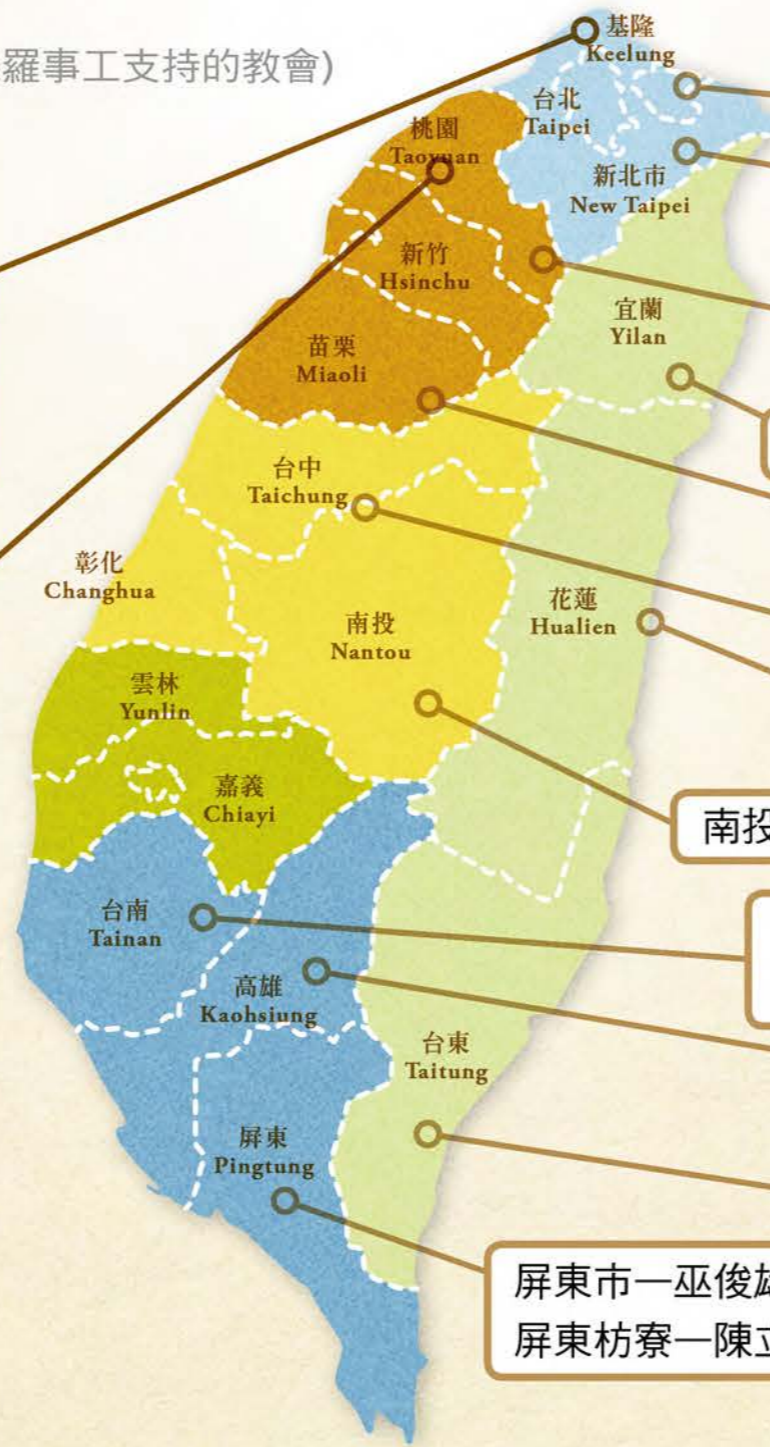 羅事工支持的教會)
基隆
Keelung
台北
Taipei
桃園
Taoyuan
新北市
New Taipei
新竹
Hsinchu
宜蘭
Yilan
苗栗
Miaoli
台中
Taichung
彰化
Changhua
花蓮
Hualien
南投
Nantou
雲林
Yunlin
嘉義
Chiayi
南投
台南
Tainan
高雄
Kaohsiung
台東
Taitung
屏東
Pingtung
屏東市—巫俊雄
屏東枋寮—陳立